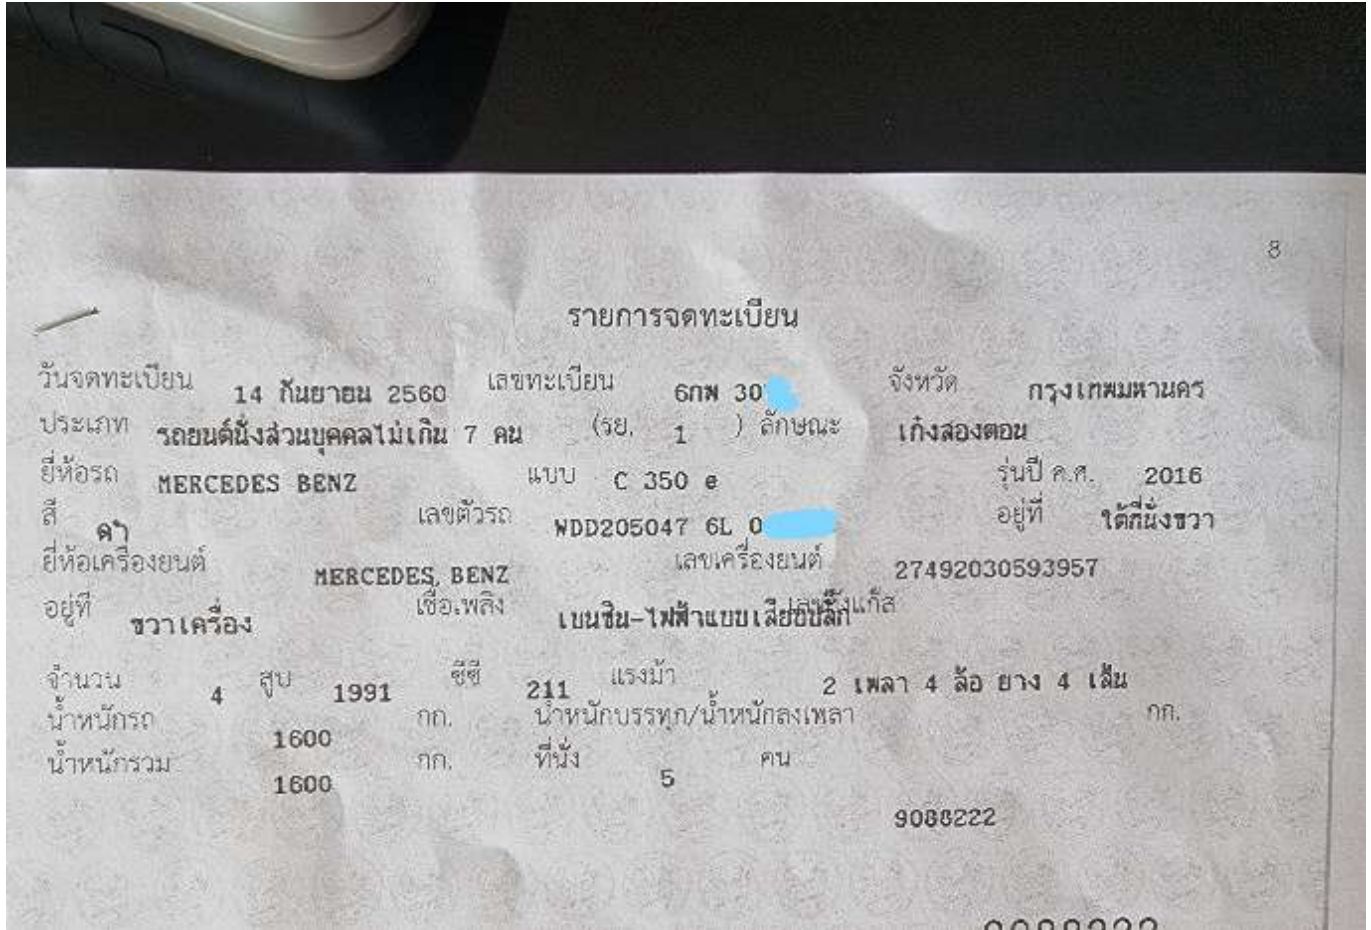 8
รายการจดทะเบียน
วันจดทะเบียน 14 กันยายน 2560 เลขทะเบียน 6กพ 30 จังหวัด กรุงเทพมหานคร
ประเภท รถยนต์นั่งส่วนบุคคลไม่เกิน 7 คน (รย. 1 ) ลักษณะ เก๋งสองตอน
ยี่ห้อรถ MERCEDES BENZ แบบ C 350 e รุ่นปี ค.ศ. 2016
สี ดำ เลขตัวรถ WDD205047 6L 0 อยู่ที่ ใต้ที่นั่งขวา
ยี่ห้อเครื่องยนต์ MERCEDES BENZ เลขเครื่องยนต์ 27492030593957
อยู่ที่ ขวาเครื่อง เชื้อเพลิง เบนซิน-ไฟฟ้าแบบเสียบปลั๊ก เลขถังแก๊ส
จำนวน 4 สูบ 1991 ซีซี 211 แรงม้า 2 เพลา 4 ล้อ ยาง 4 เส้น
น้ำหนักรถ 1600 กก. น้ำหนักบรรทุก/น้ำหนักลงเพลา กก.
น้ำหนักรวม 1600 กก. ที่นั่ง 5 คน
9088222